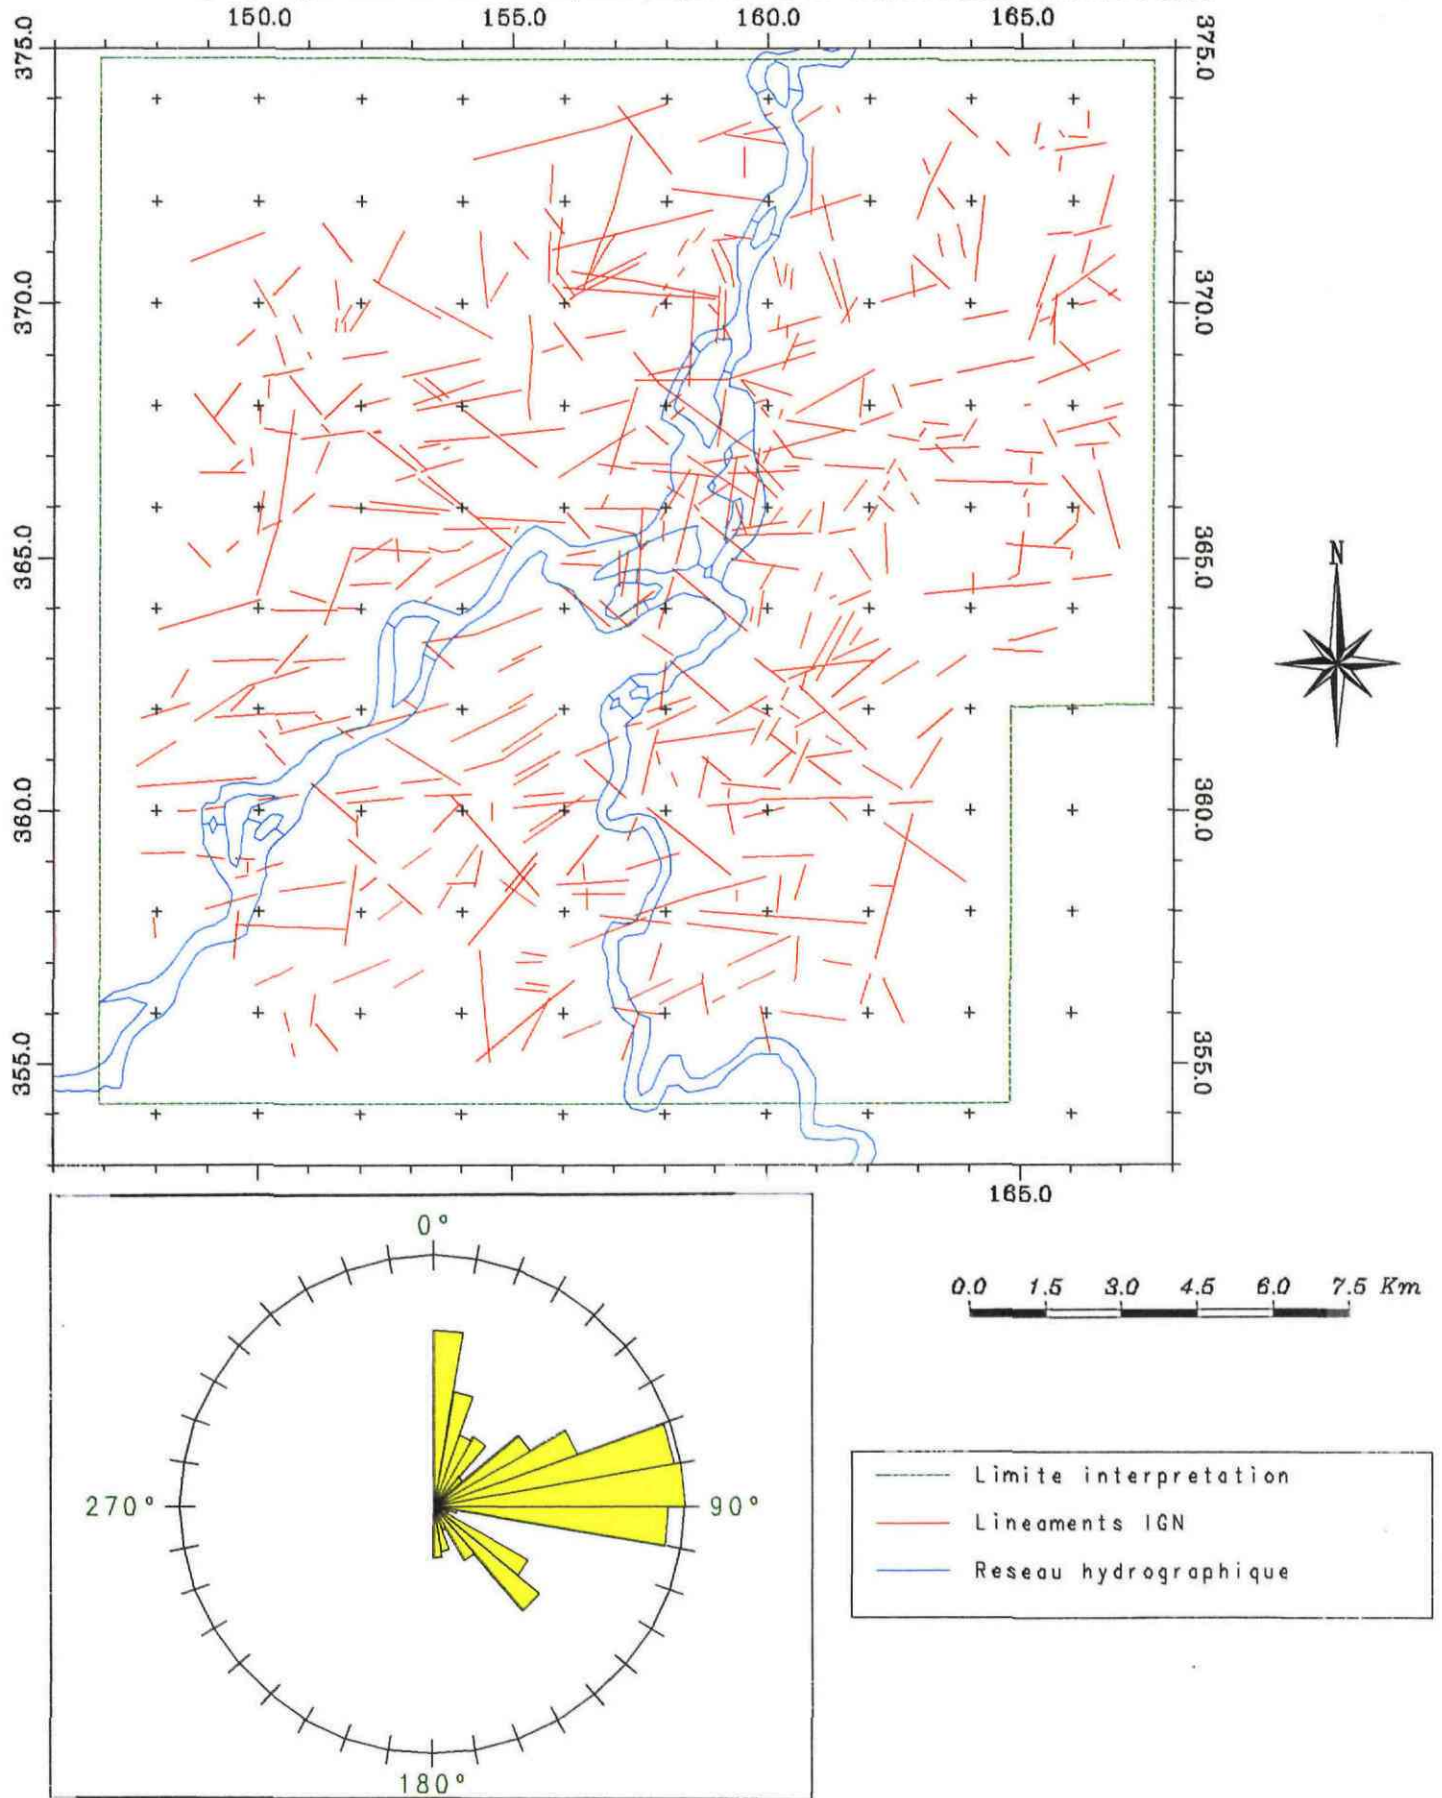 150.0 155.0 160.0 165.0
375.0 375.0
370.0 370.0
365.0 365.0
360.0 360.0
355.0 355.0
N
165.0
0°
270° 90°
180°
0.0 1.5 3.0 4.5 6.0 7.5 Km
Limite interpretation
Lineaments IGN
Reseau hydrographique